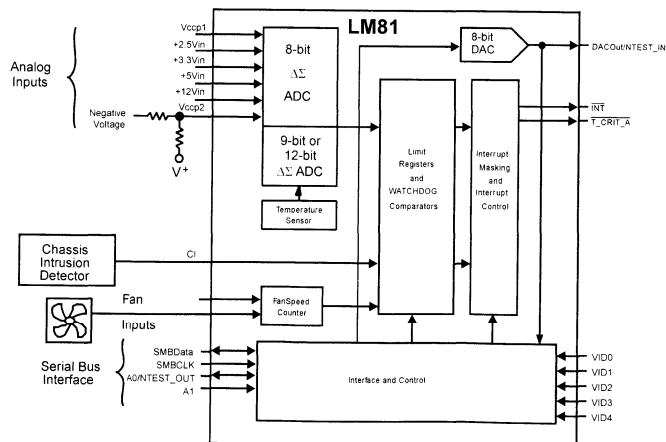 LM81
Vccp1
+2.5Vin
+3.3Vin
+5Vin
+12Vin
Vccp2
Analog
Inputs
Negative
Voltage
V+
8-bit
ΔΣ
ADC
9-bit or
12-bit
ΔΣ ADC
Temperature
Sensor
8-bit
DAC
DACOut/NTEST_IN
INT
T_CRIT_A
Limit
Registers
and
WATCHDOG
Comparators
Interrupt
Masking
and
Interrupt
Control
Chassis
Intrusion
Detector
CI
Fan
Inputs
FanSpeed
Counter
Serial Bus
Interface
SMBData
SMBCLK
A0/NTEST_OUT
A1
Interface and Control
VID0
VID1
VID2
VID3
VID4